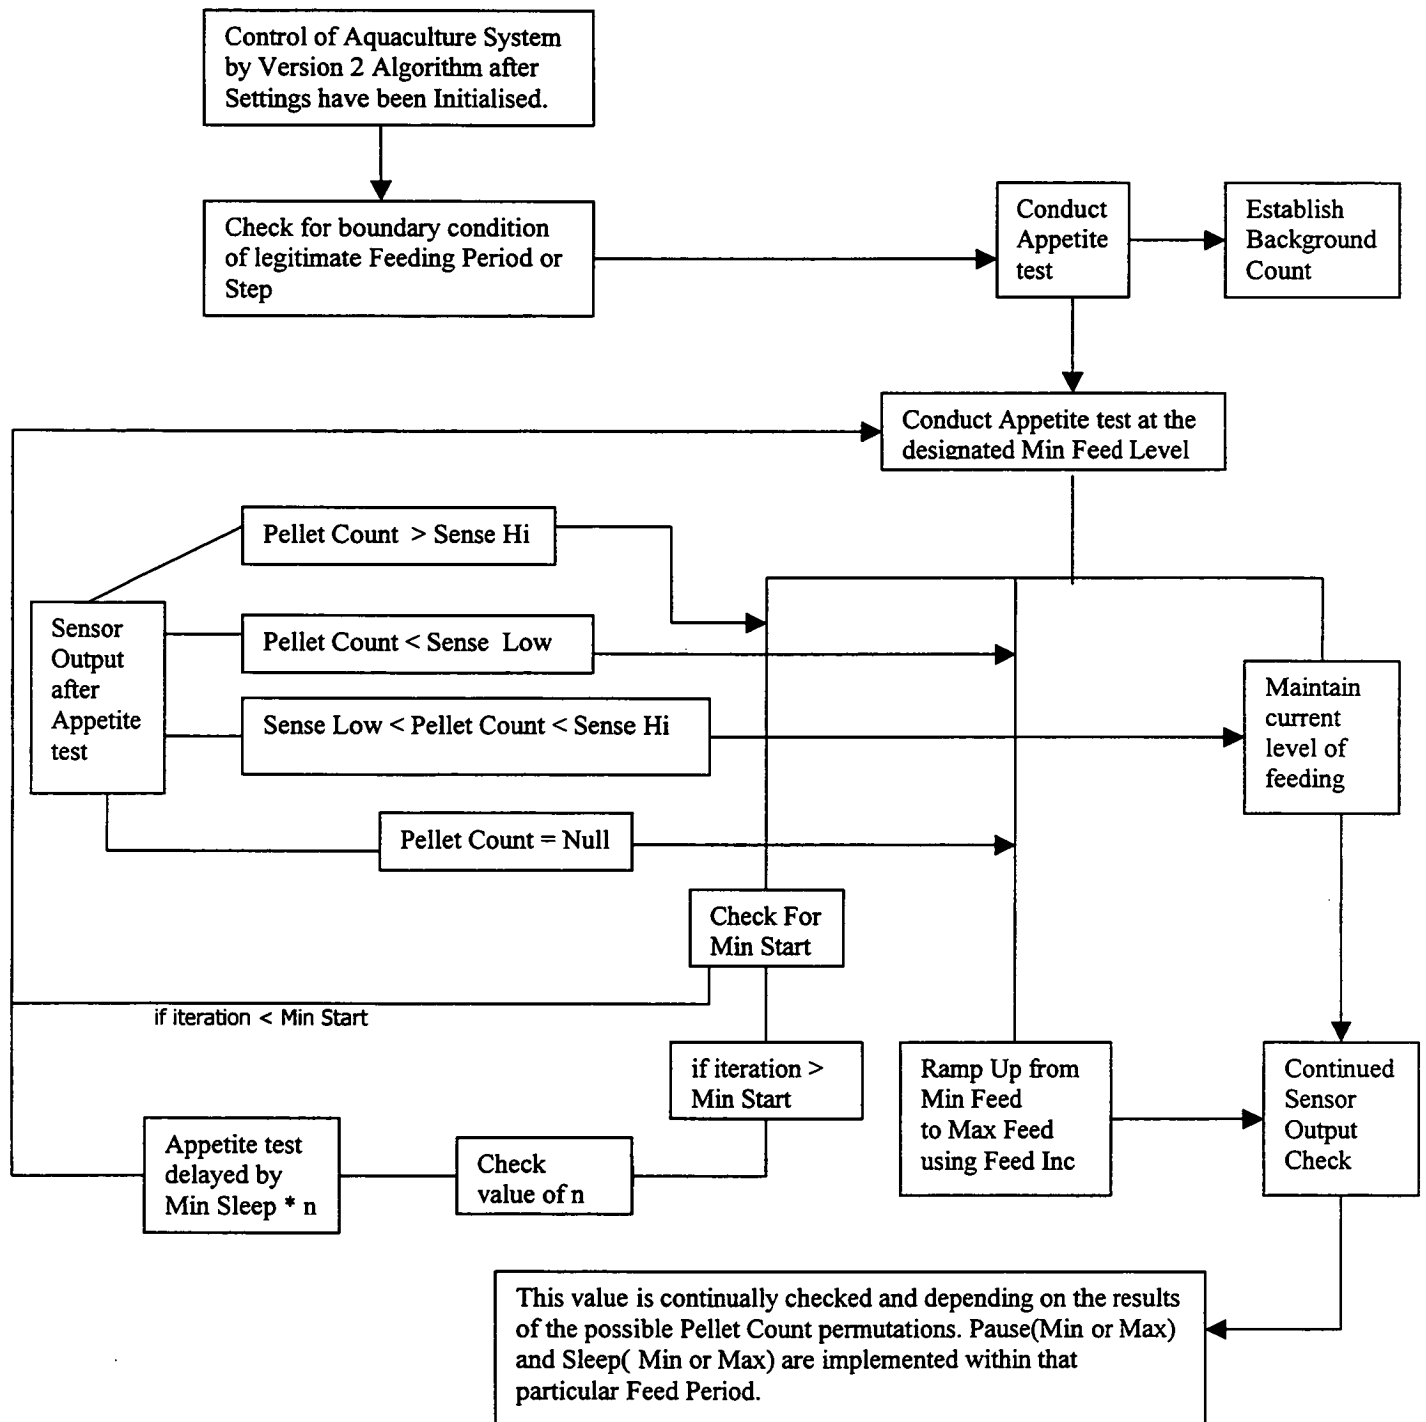 Control of Aquaculture System
by Version 2 Algorithm after
Settings have been Initialised.
Check for boundary condition
of legitimate Feeding Period or
Step
Conduct
Appetite
test
Establish
Background
Count
Conduct Appetite test at the
designated Min Feed Level
Pellet Count > Sense Hi
Sensor
Output
after
Appetite
test
Pellet Count < Sense Low
Sense Low < Pellet Count < Sense Hi
Maintain
current
level of
feeding
Pellet Count = Null
Check For
Min Start
if iteration < Min Start
if iteration >
Min Start
Ramp Up from
Min Feed
to Max Feed
using Feed Inc
Continued
Sensor
Output
Check
Appetite test
delayed by
Min Sleep * n
Check
value of n
This value is continually checked and depending on the results
of the possible Pellet Count permutations. Pause(Min or Max)
and Sleep( Min or Max) are implemented within that
particular Feed Period.